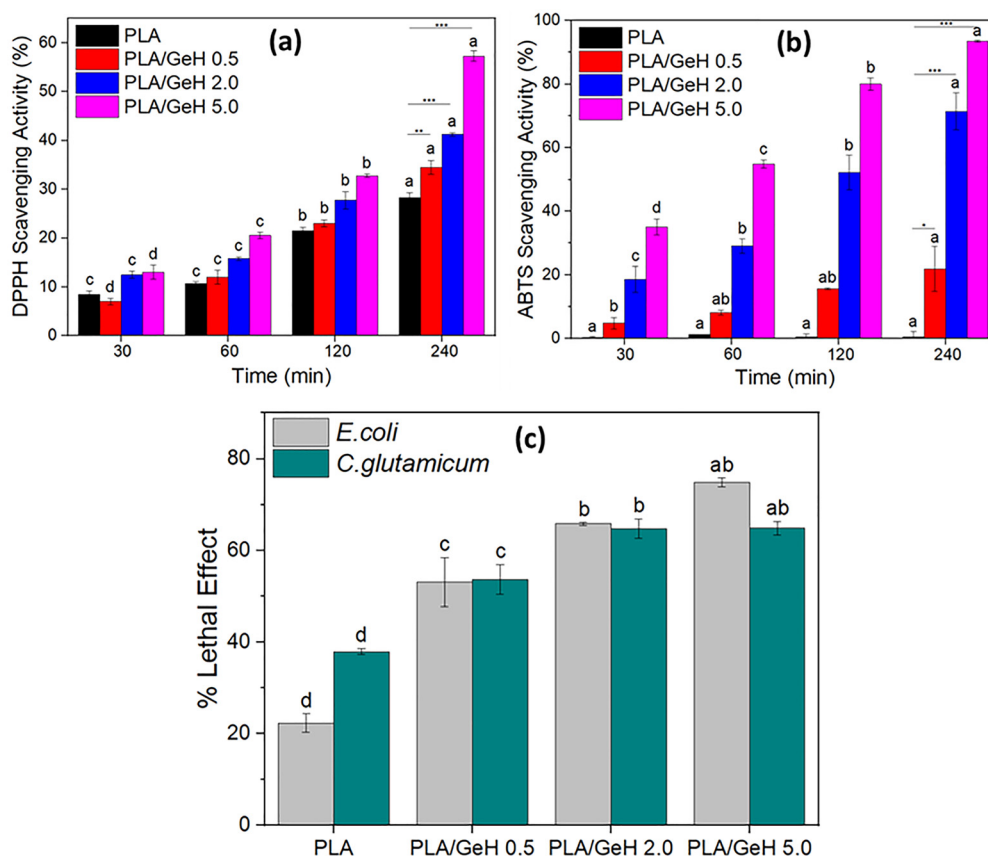 (a)
PLA
PLA/GeH 0.5
PLA/GeH 2.0
PLA/GeH 5.0
DPPH Scavenging Activity (%)
60
50
40
30
20
10
0
c d c d
c c c c
b b b b
a a a a
** *** ***
30 60 120 240
Time (min)
(b)
PLA
PLA/GeH 0.5
PLA/GeH 2.0
PLA/GeH 5.0
ABTS Scavenging Activity (%)
100
80
60
40
20
0
a b c d
a ab b c
a ab b b
a a a a
* *** ***
30 60 120 240
Time (min)
(c)
E.coli
C.glutamicum
% Lethal Effect
80
60
40
20
0
d d
c c
b b
ab ab
PLA PLA/GeH 0.5 PLA/GeH 2.0 PLA/GeH 5.0